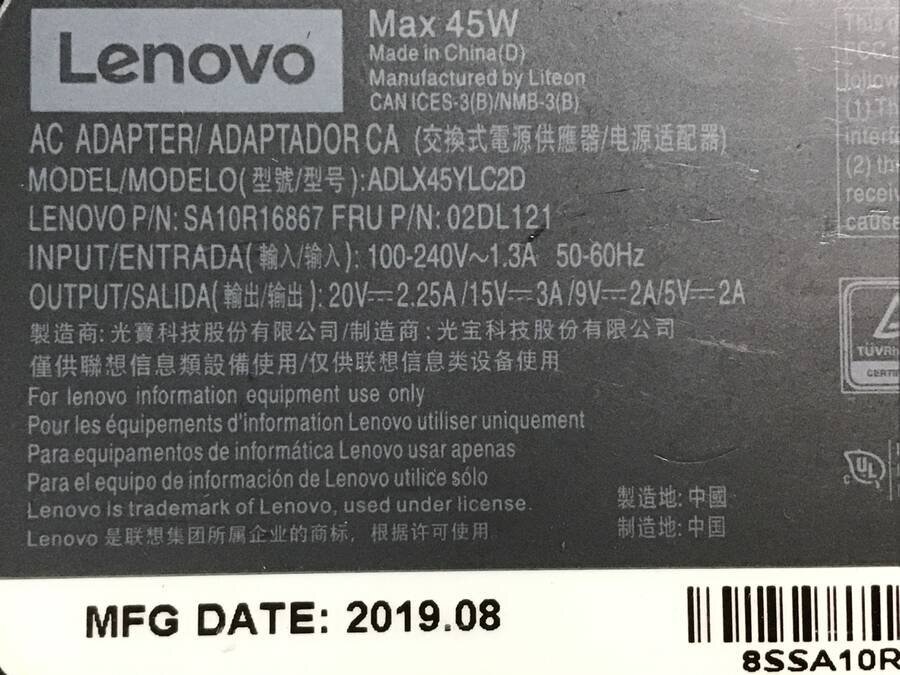 Lenovo
Max 45W
Made in China(D)
Manufactured by Liteon
CAN ICES-3(B)/NMB-3(B)
AC ADAPTER/ ADAPTADOR CA (交換式電源供應器/电源适配器)
MODEL/MODELO(型號/型号):ADLX45YLC2D
LENOVO P/N: SA10R16867 FRU P/N: 02DL121
INPUT/ENTRADA(輸入/输入): 100-240V~1.3A 50-60Hz
OUTPUT/SALIDA(輸出/输出): 20V⎓2.25A /15V⎓3A /9V⎓2A/5V⎓2A
製造商: 光寶科技股份有限公司/制造商: 光宝科技股份有限公司
僅供聯想信息類設備使用/仅供联想信息类设备使用
For lenovo information equipment use only
Pour les équipements d'information Lenovo utiliser uniquement
Para equipamentos de informática Lenovo usar apenas
Para el equipo de información de Lenovo utilice sólo
Lenovo is trademark of Lenovo, used under license.
Lenovo 是联想集团所属企业的商标，根据许可使用
製造地: 中國
制造地: 中国
(1) Th
(2) th
receiv
cause
TÜVRh
CERTI
UL
MFG DATE: 2019.08
8SSA10R